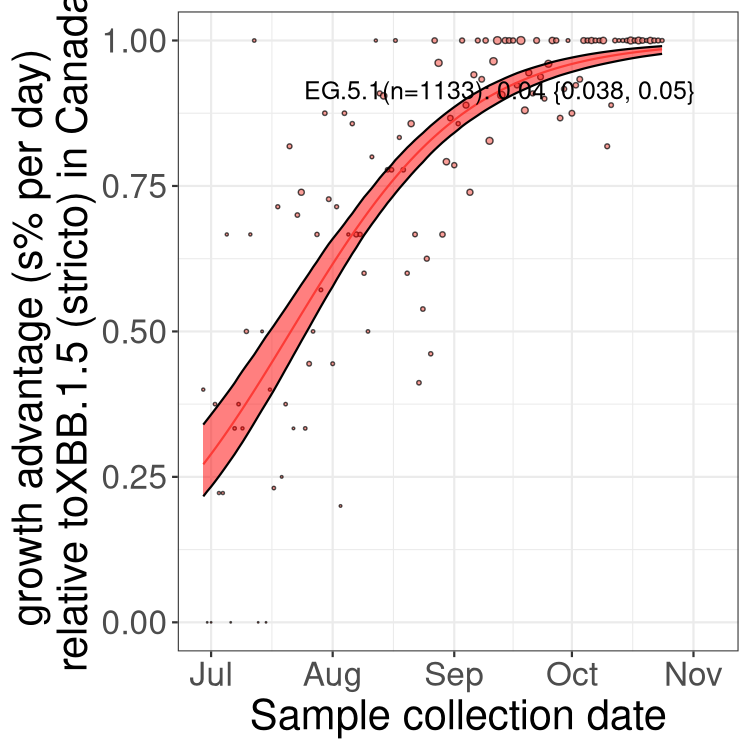 growth advantage (s% per day)
relative toXBB.1.5 (stricto) in Canada
1.00
0.75
0.50
0.25
0.00
EG.5.1(n=1133): 0.04 {0.038, 0.05}
Jul Aug Sep Oct Nov
Sample collection date